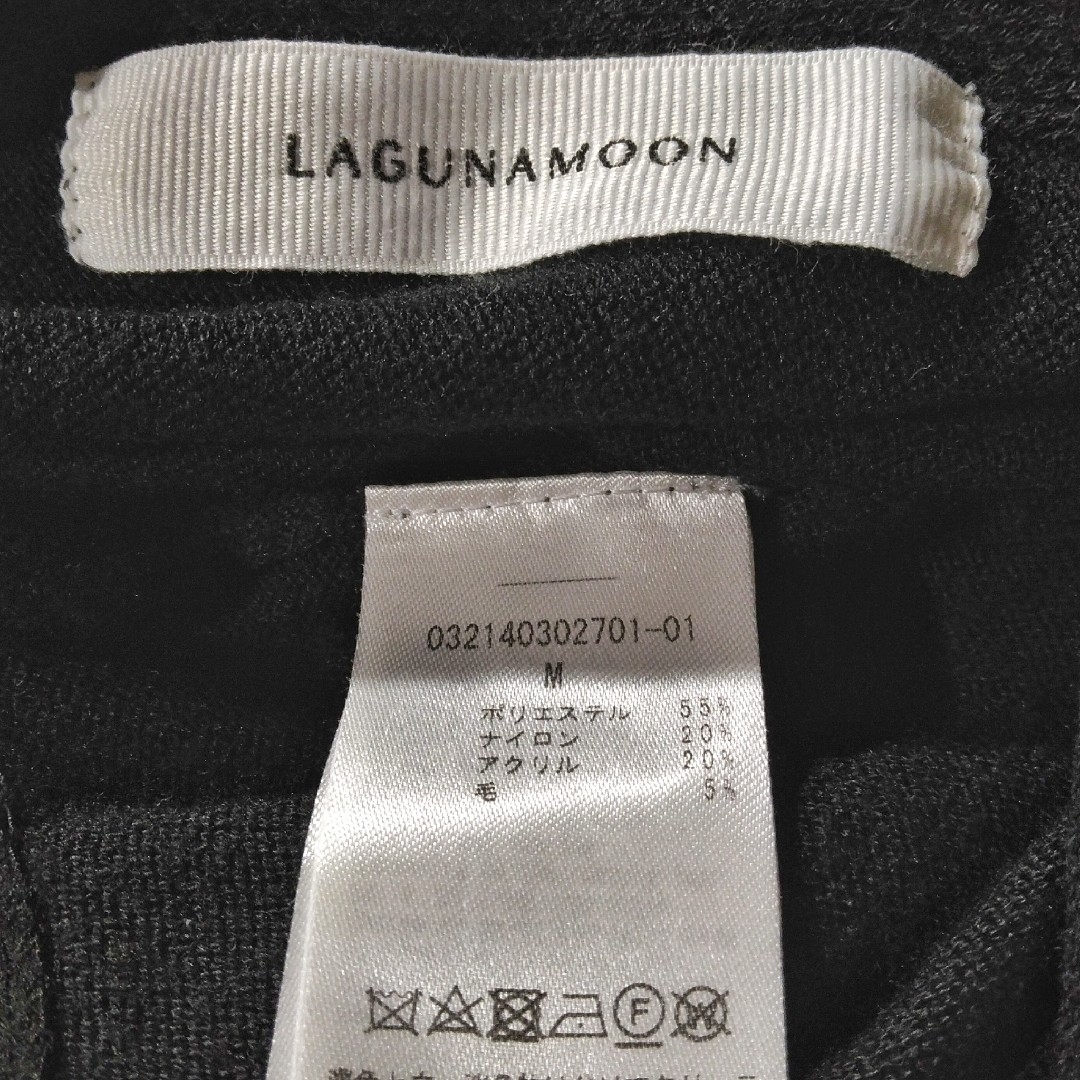 LAGUNAMOON
032140302701-01
M
ポリエステル 55%
ナイロン 20%
アクリル 20%
毛 5%
F W